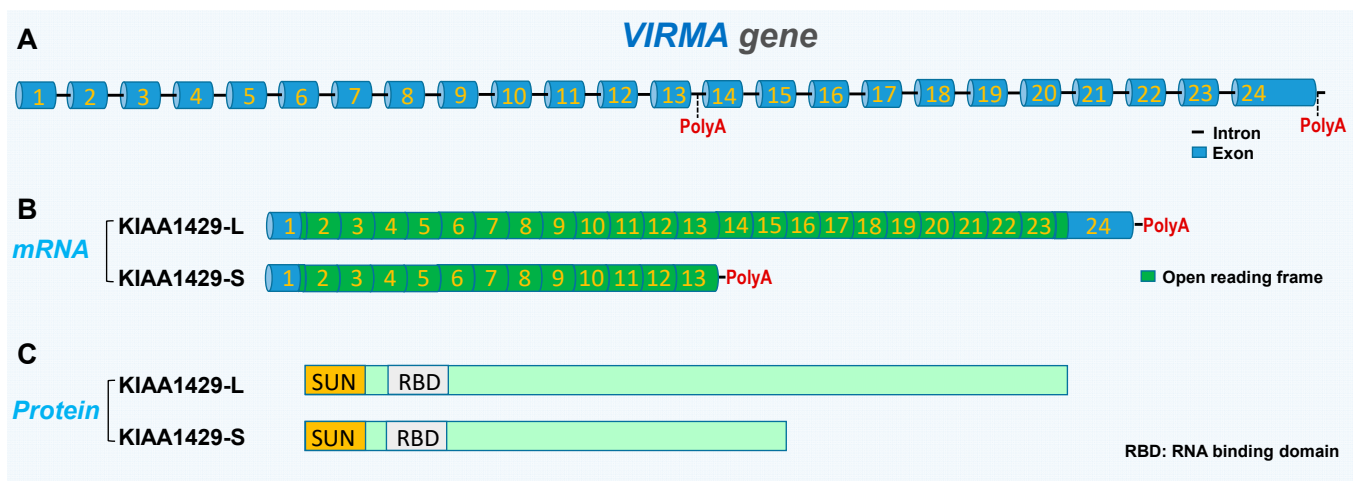 A
VIRMA gene
1 2 3 4 5 6 7 8 9 10 11 12 13 14 15 16 17 18 19 20 21 22 23 24
PolyA PolyA
Intron
Exon
B
mRNA
KIAA1429-L
1 2 3 4 5 6 7 8 9 10 11 12 13 14 15 16 17 18 19 20 21 22 23 24 PolyA
KIAA1429-S
1 2 3 4 5 6 7 8 9 10 11 12 13 PolyA
Open reading frame
C
Protein
KIAA1429-L
SUN RBD
KIAA1429-S
SUN RBD
RBD: RNA binding domain